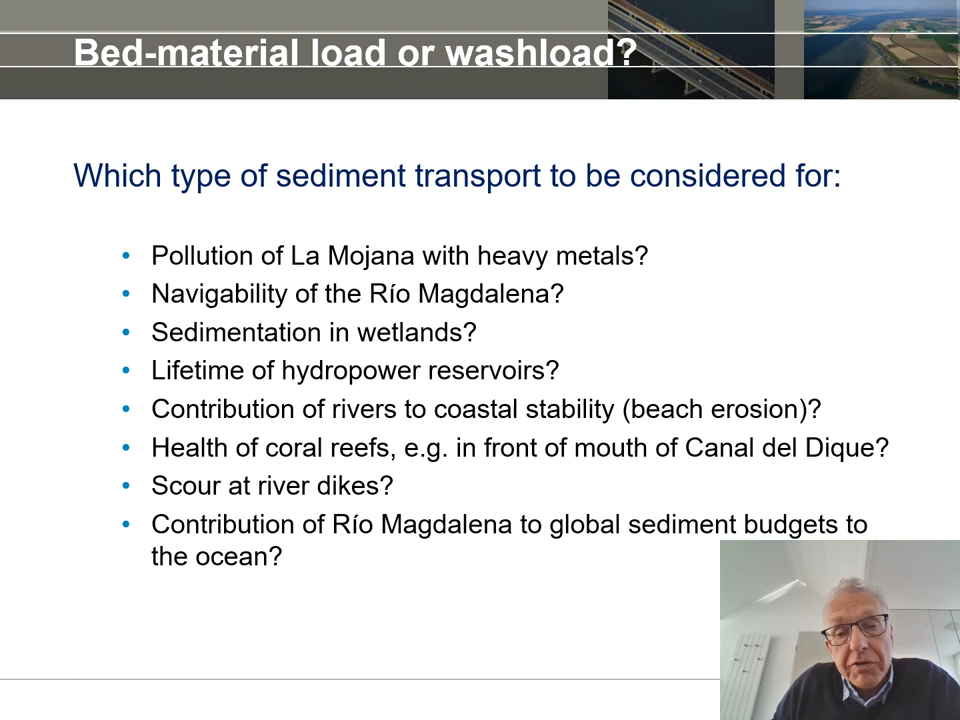 Bed-material load or washload?
Which type of sediment transport to be considered for:
• Pollution of La Mojana with heavy metals?
• Navigability of the Río Magdalena?
• Sedimentation in wetlands?
• Lifetime of hydropower reservoirs?
• Contribution of rivers to coastal stability (beach erosion)?
• Health of coral reefs, e.g. in front of mouth of Canal del Dique?
• Scour at river dikes?
• Contribution of Río Magdalena to global sediment budgets to
the ocean?